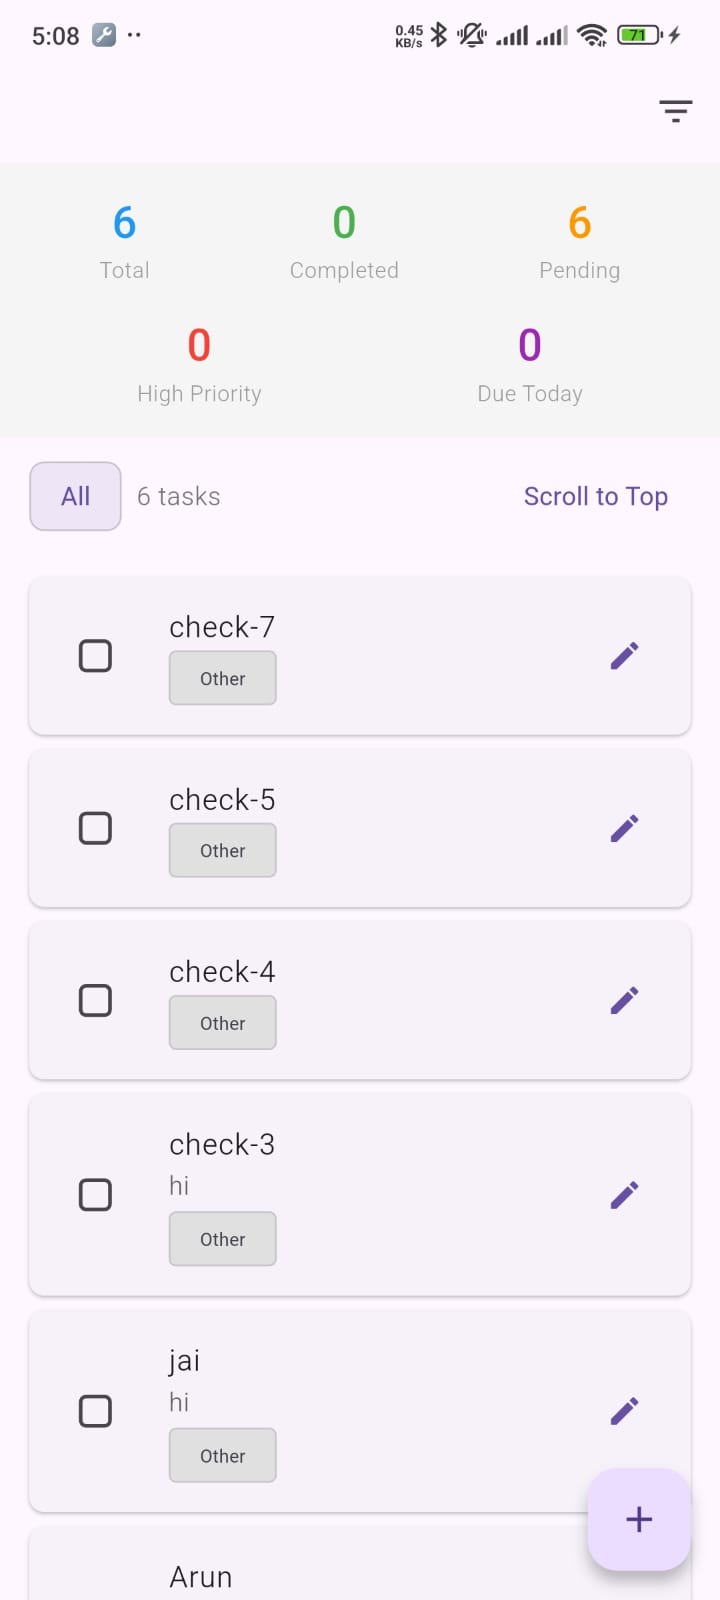 5:08
0.45
KB/s
71
6 0 6
Total Completed Pending
0 0
High Priority Due Today
All 6 tasks Scroll to Top
check-7
Other
check-5
Other
check-4
Other
check-3
hi
Other
jai
hi
Other
+
Arun